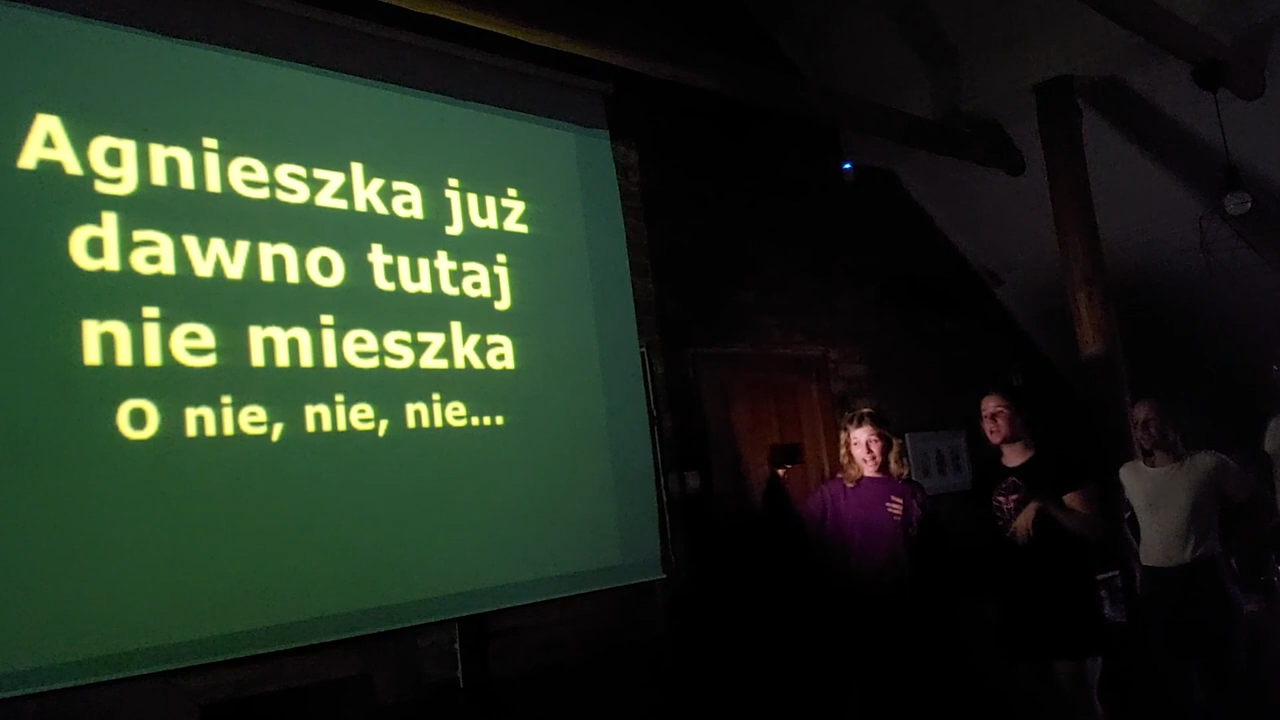 Agnieszka już
dawno tutaj
nie mieszka
O nie, nie, nie...